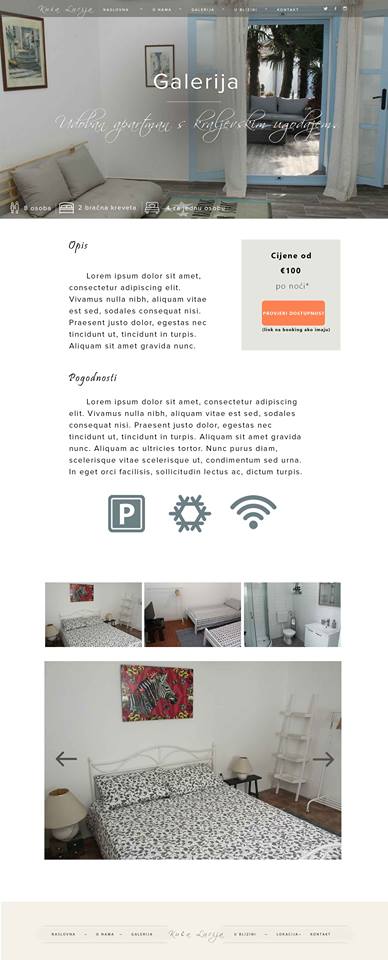 Kuća Lucija NASLOVNA – O NAMA – GALERIJA – U BLIZINI – KONTAKT
Galerija
Udoban apartman s kraljevskim ugođajem.
8 osoba 2 bračna kreveta 4 za jednu osobu
Opis
Lorem ipsum dolor sit amet,
consectetur adipiscing elit.
Vivamus nulla nibh, aliquam vitae
est sed, sodales consequat nisi.
Praesent justo dolor, egestas nec
tincidunt ut, tincidunt in turpis.
Aliquam sit amet gravida nunc.
Cijene od
€100
po noći*
PROVJERI DOSTUPNOST
(link na booking ako imaju)
Pogodnosti
Lorem ipsum dolor sit amet, consectetur adipiscing
elit. Vivamus nulla nibh, aliquam vitae est sed, sodales
consequat nisi. Praesent justo dolor, egestas nec
tincidunt ut, tincidunt in turpis. Aliquam sit amet gravida
nunc. Aliquam ac ultricies tortor. Nunc purus diam,
scelerisque vitae scelerisque ut, condimentum sed urna.
In eget orci facilisis, sollicitudin lectus ac, dictum turpis.
P
NASLOVNA – O NAMA – GALERIJA Kuća Lucija U BLIZINI – LOKACIJA– KONTAKT